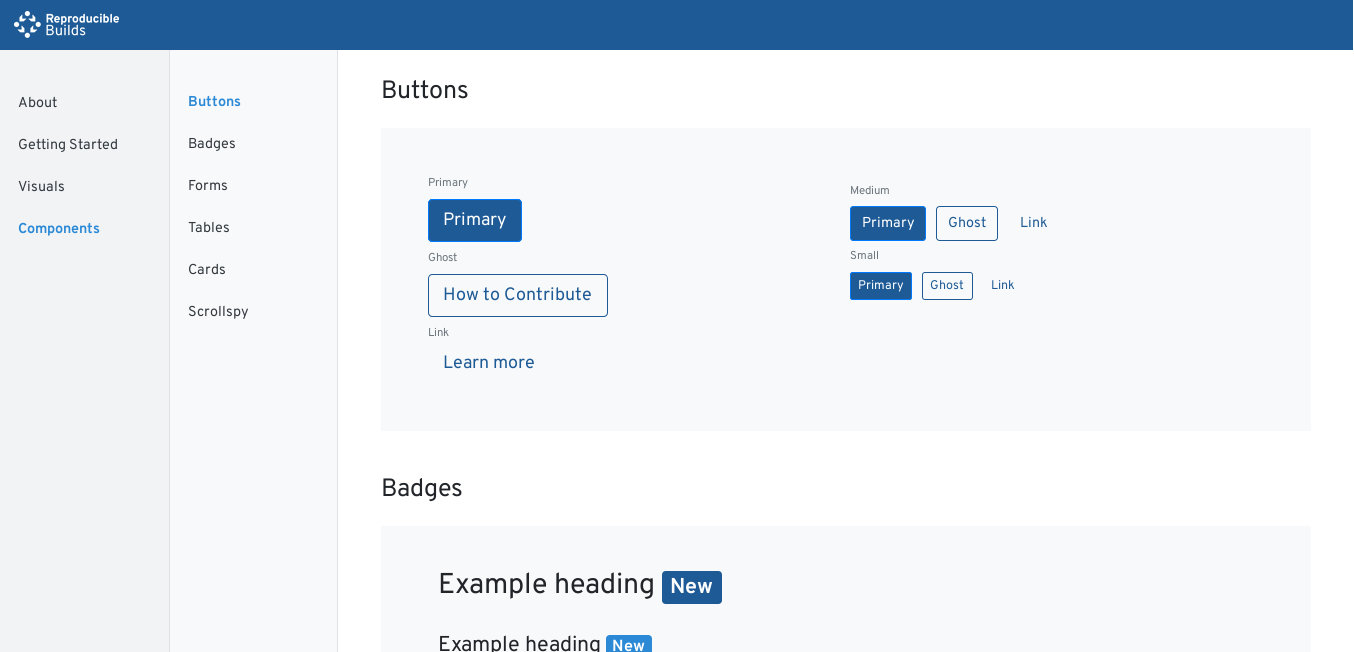 Reproducible
Builds
About
Getting Started
Visuals
Components
Buttons
Badges
Forms
Tables
Cards
Scrollspy
Buttons
Primary
Primary
Ghost
How to Contribute
Link
Learn more
Medium
Primary Ghost Link
Small
Primary Ghost Link
Badges
Example heading New
Example heading New